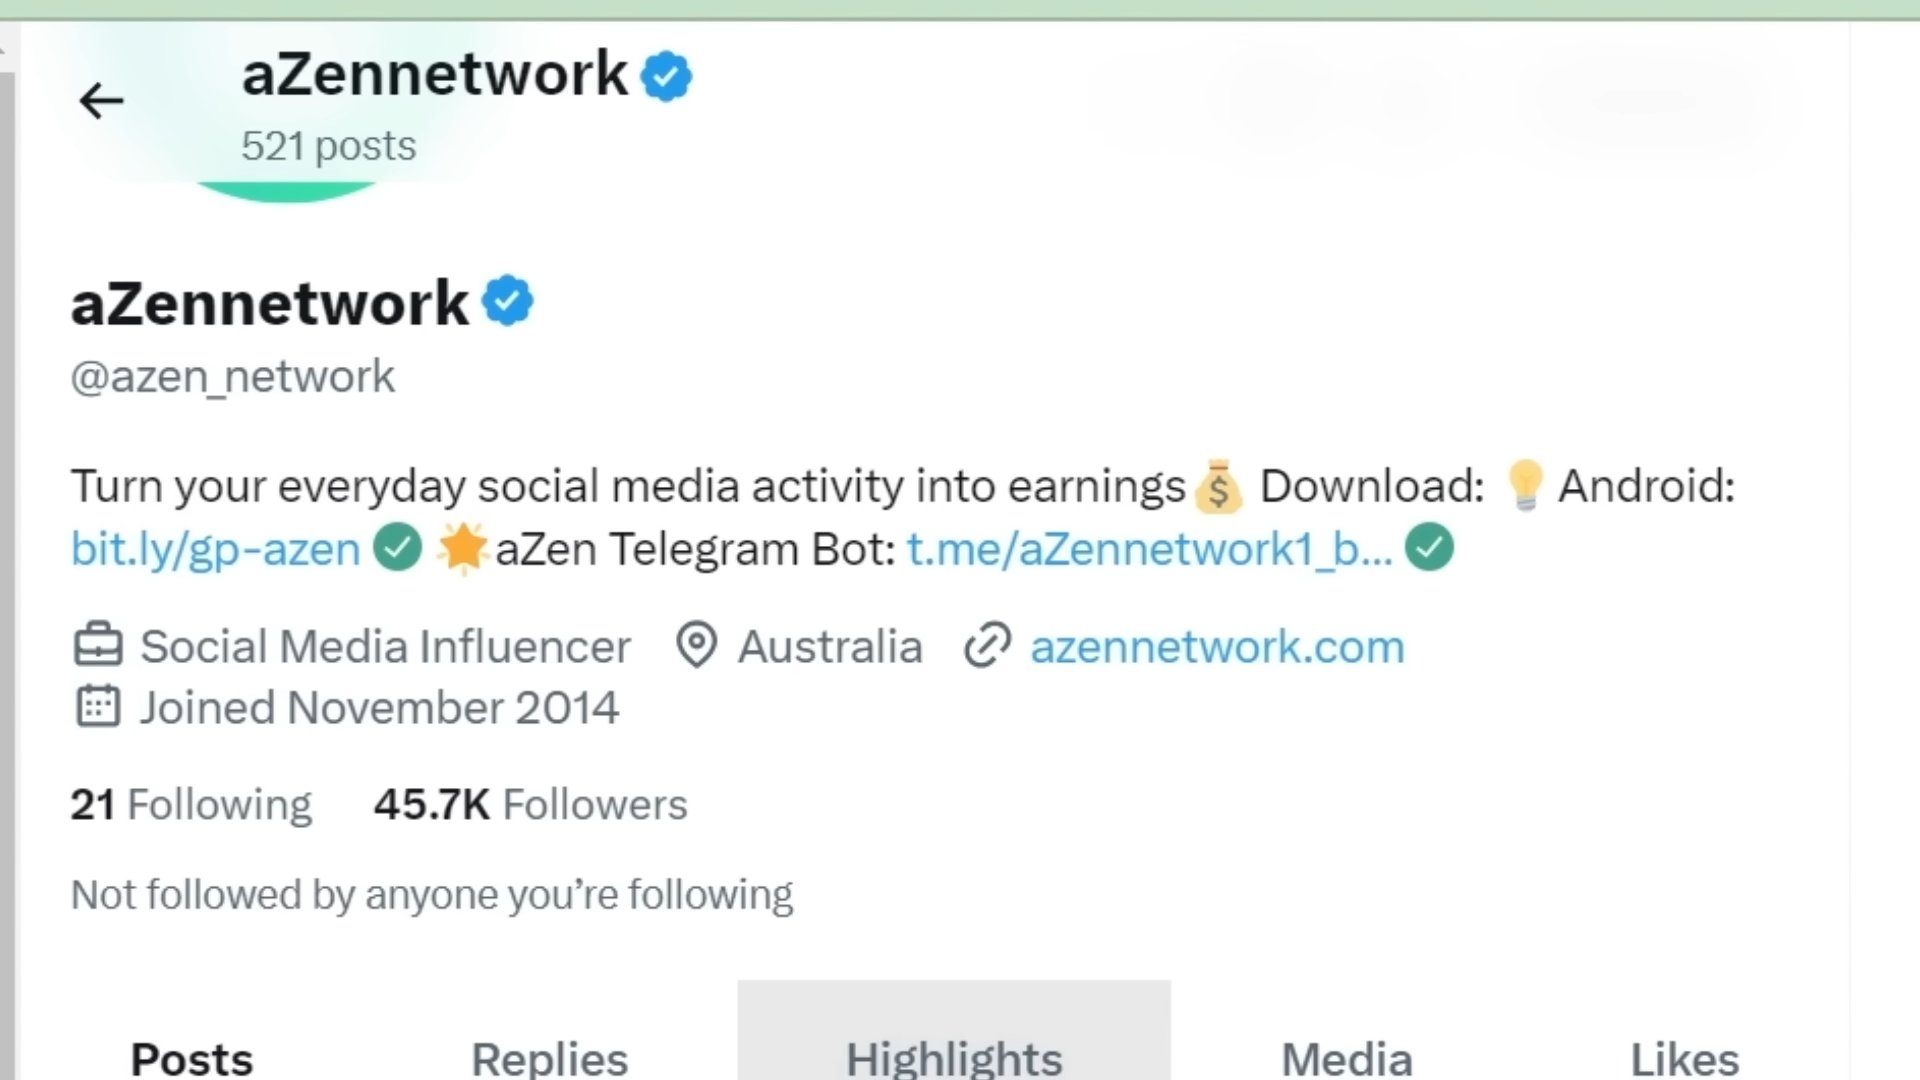 aZennetwork
521 posts
aZennetwork
@azen_network
Turn your everyday social media activity into earnings💰 Download: 💡Android:
bit.ly/gp-azen ✅ 🌟aZen Telegram Bot: t.me/aZennetwork1_b... ✅
Social Media Influencer Australia azennetwork.com
Joined November 2014
21 Following 45.7K Followers
Not followed by anyone you’re following
Posts Replies Highlights Media Likes